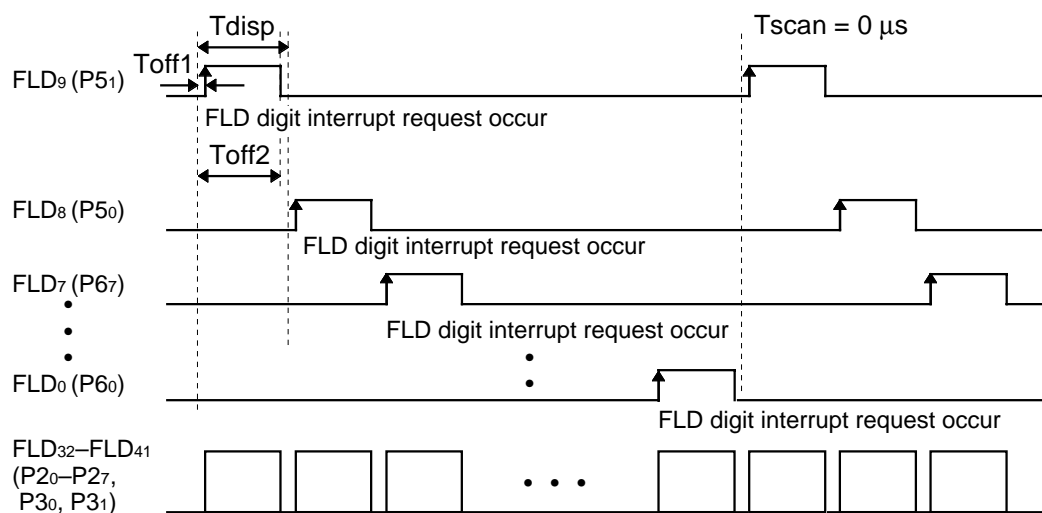 Tdisp
Tscan = 0 μs
Toff1
FLD9 (P51)
FLD digit interrupt request occur
Toff2
FLD8 (P50)
FLD digit interrupt request occur
FLD7 (P67)
FLD digit interrupt request occur
FLD0 (P60)
FLD digit interrupt request occur
FLD32–FLD41
(P20–P27,
P30, P31)